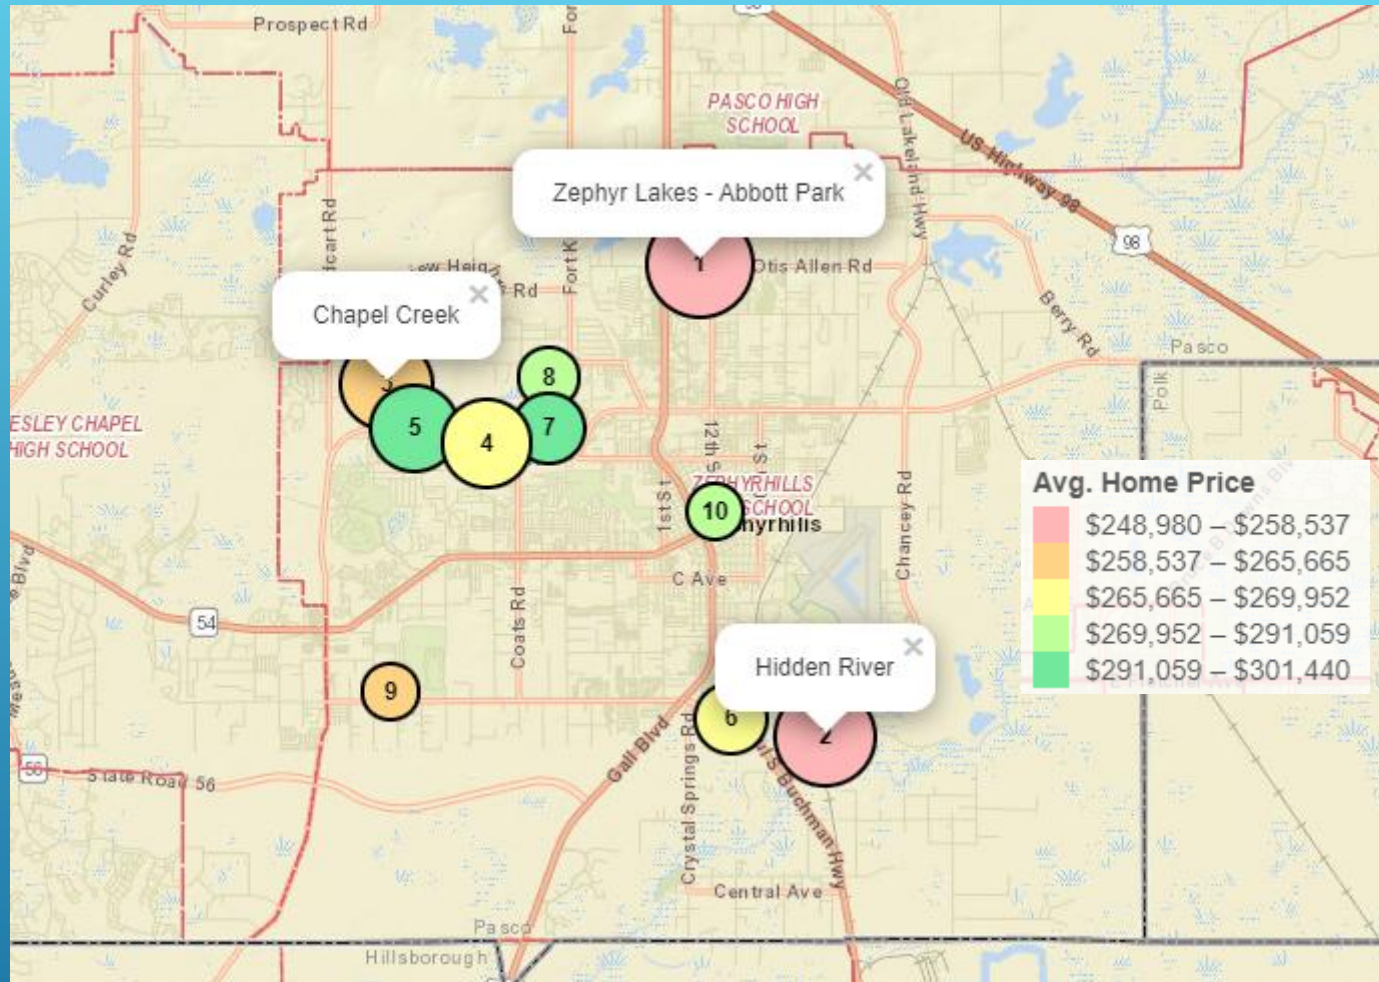 Prospect Rd
PASCO HIGH
SCHOOL
Old Lakeland Hwy
US Highway 98
98
Zephyr Lakes - Abbott Park
×
1
Otis Allen Rd
Curley Rd
Rd
Chapel Creek
×
Berry Rd
Pasco
Polk
3
8
5
4
7
ESLEY CHAPEL
HIGH SCHOOL
12th S
St
1st St
ZEPHYRHILLS
SCHOOL
10
hyrhills
Chancey Rd
C Ave
Avg. Home Price
$248,980 – $258,537
$258,537 – $265,665
$265,665 – $269,952
$269,952 – $291,059
$291,059 – $301,440
54
Coats Rd
Hidden River
×
9
6
2
56
State Road 56
Gall Blvd
Crystal Springs Rd
Buchman Hwy
Central Ave
Pasco
Hillsborough